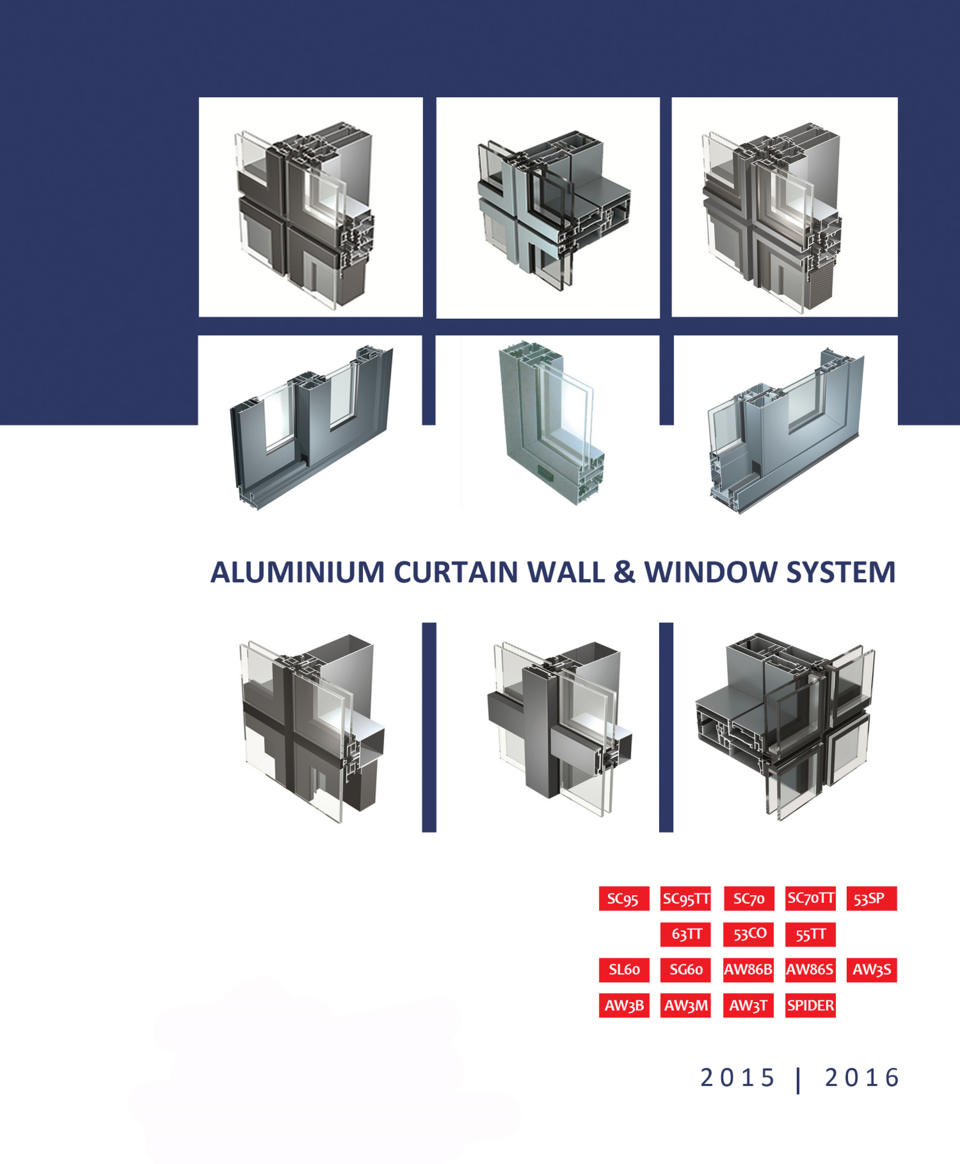 ALUMINIUM CURTAIN WALL & WINDOW SYSTEM
SC95 SC95TT SC70 SC70TT 53SP
63TT 53CO 55TT
SL60 SG60 AW86B AW86S AW3S
AW3B AW3M AW3T SPIDER
2015 | 2016